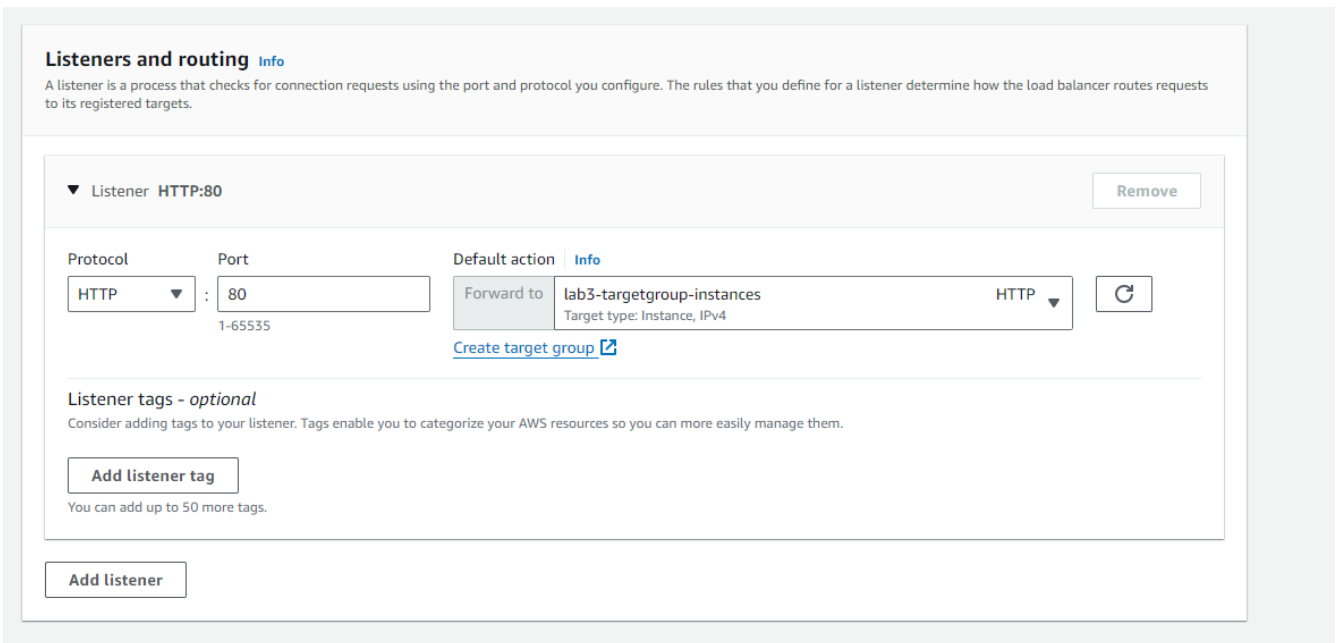 Listeners and routing Info
A listener is a process that checks for connection requests using the port and protocol you configure. The rules that you define for a listener determine how the load balancer routes requests
to its registered targets.
Listener HTTP:80
Remove
Protocol Port Default action Info
HTTP : 80 Forward to lab3-targetgroup-instances HTTP
Target type: Instance, IPv4
1-65535
Create target group
Listener tags - optional
Consider adding tags to your listener. Tags enable you to categorize your AWS resources so you can more easily manage them.
Add listener tag
You can add up to 50 more tags.
Add listener